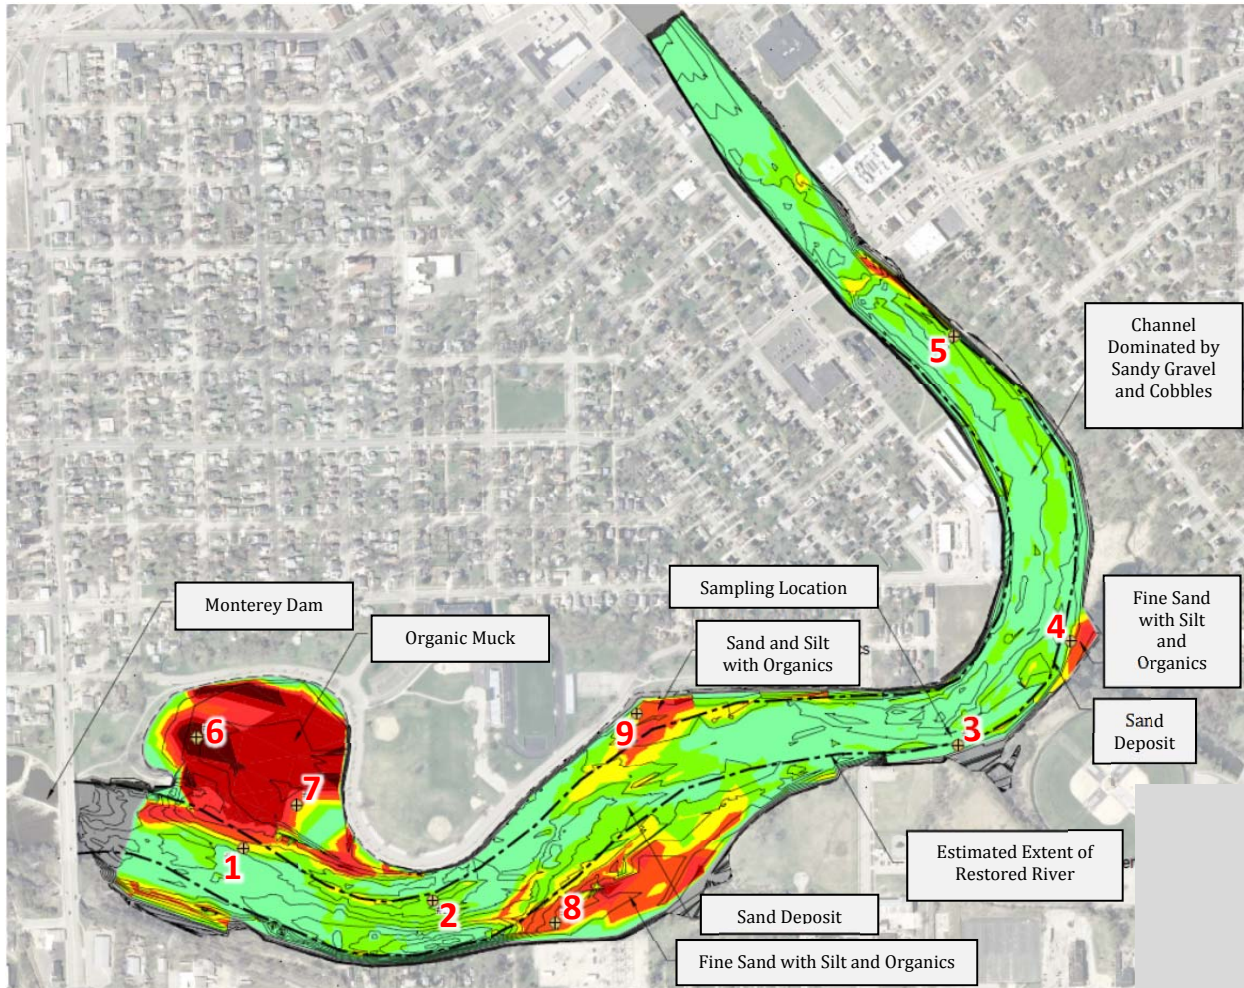 5
Channel
Dominated by
Sandy Gravel
and Cobbles
Sampling Location
Monterey Dam
Organic Muck
Sand and Silt
with Organics
cs
Fine Sand
with Silt
and
Organics
4
Sand
Deposit
6
9
3
7
1
Estimated Extent of
Restored River
er
2
8
Sand Deposit
Fine Sand with Silt and Organics